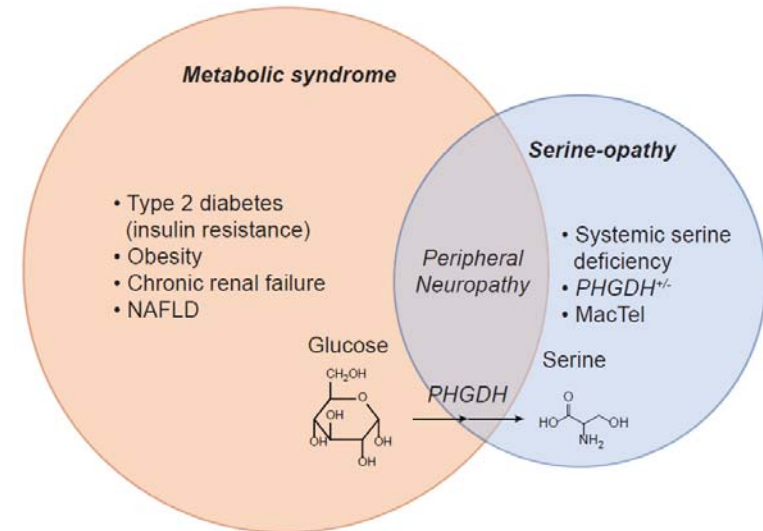 Metabolic syndrome
• Type 2 diabetes
(insulin resistance)
• Obesity
• Chronic renal failure
• NAFLD
Glucose
CH₂OH
O
OH
OH
OH
OH
Peripheral
Neuropathy
PHGDH
Serine-opathy
• Systemic serine
deficiency
• PHGDH⁺/⁻
• MacTel
Serine
O
HO
OH
NH₂